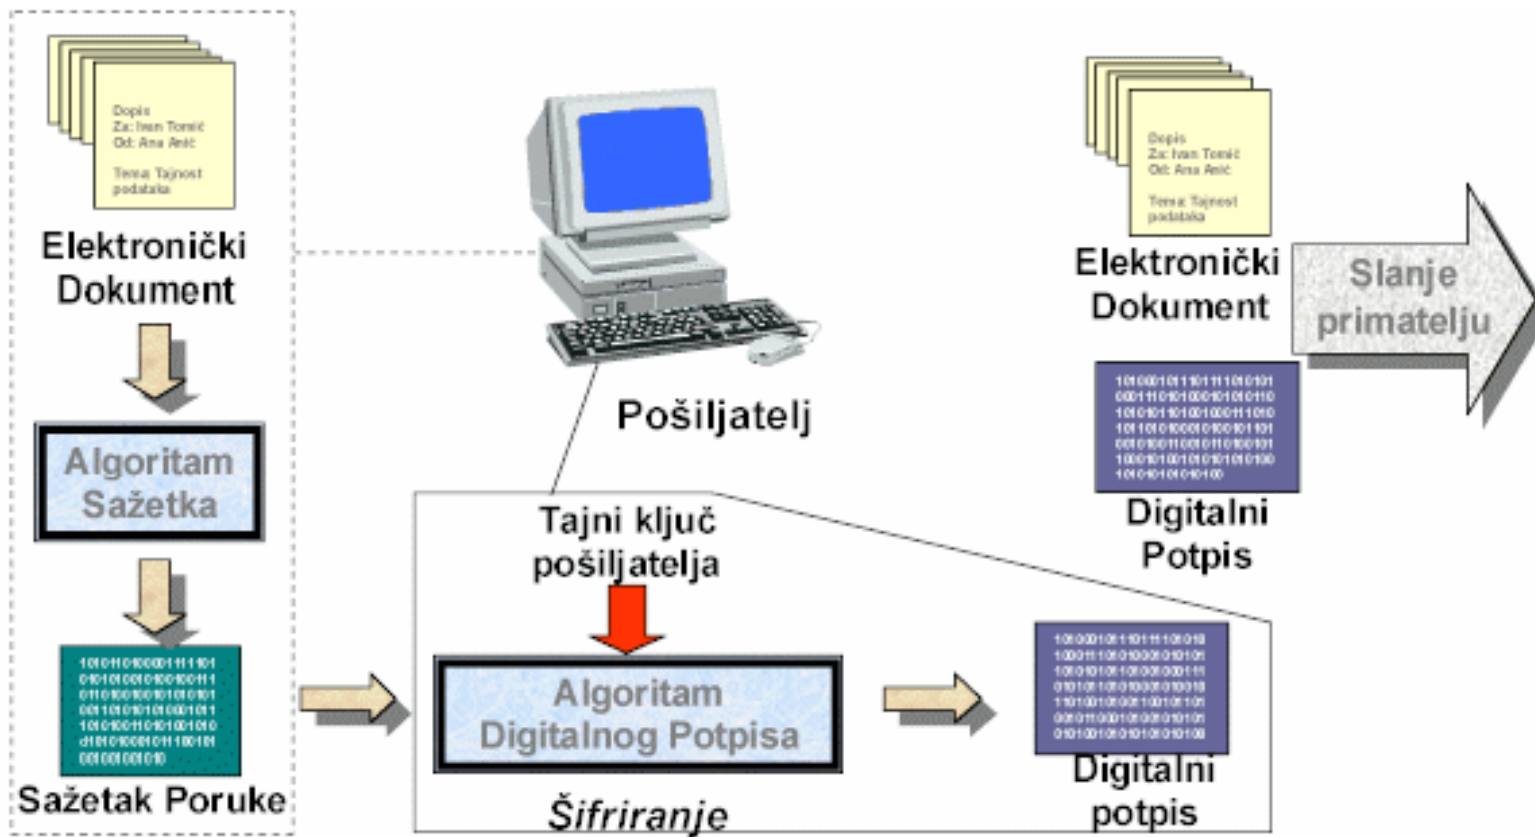 Dopis
Za: Ivan Tomić
Od: Ana Anić
Tema: Tajnost
podataka
Elektronički
Dokument
Algoritam
Sažetka
Sažetak Poruke
Pošiljatelj
Tajni ključ
pošiljatelja
Algoritam
Digitalnog Potpisa
Šifriranje
Digitalni
potpis
Dopis
Za: Ivan Tomić
Od: Ana Anić
Tema: Tajnost
podataka
Elektronički
Dokument
Digitalni
Potpis
Slanje
primatelju